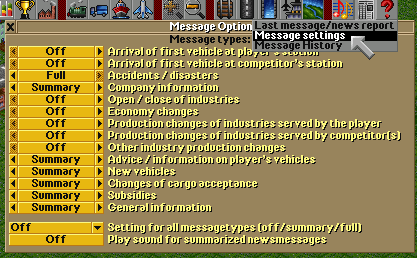 Message Option
Last message/news report
Message settings
Message History
Message types:
Off Arrival of first vehicle at player's station
Off Arrival of first vehicle at competitor's station
Full Accidents / disasters
Summary Company information
Off Open / close of industries
Off Economy changes
Off Production changes of industries served by the player
Off Production changes of industries served by competitor(s)
Off Other industry production changes
Summary Advice / information on player's vehicles
Summary New vehicles
Summary Changes of cargo acceptance
Summary Subsidies
Summary General information
Off Setting for all messagetypes (off/summary/full)
Off Play sound for summarized newsmessages